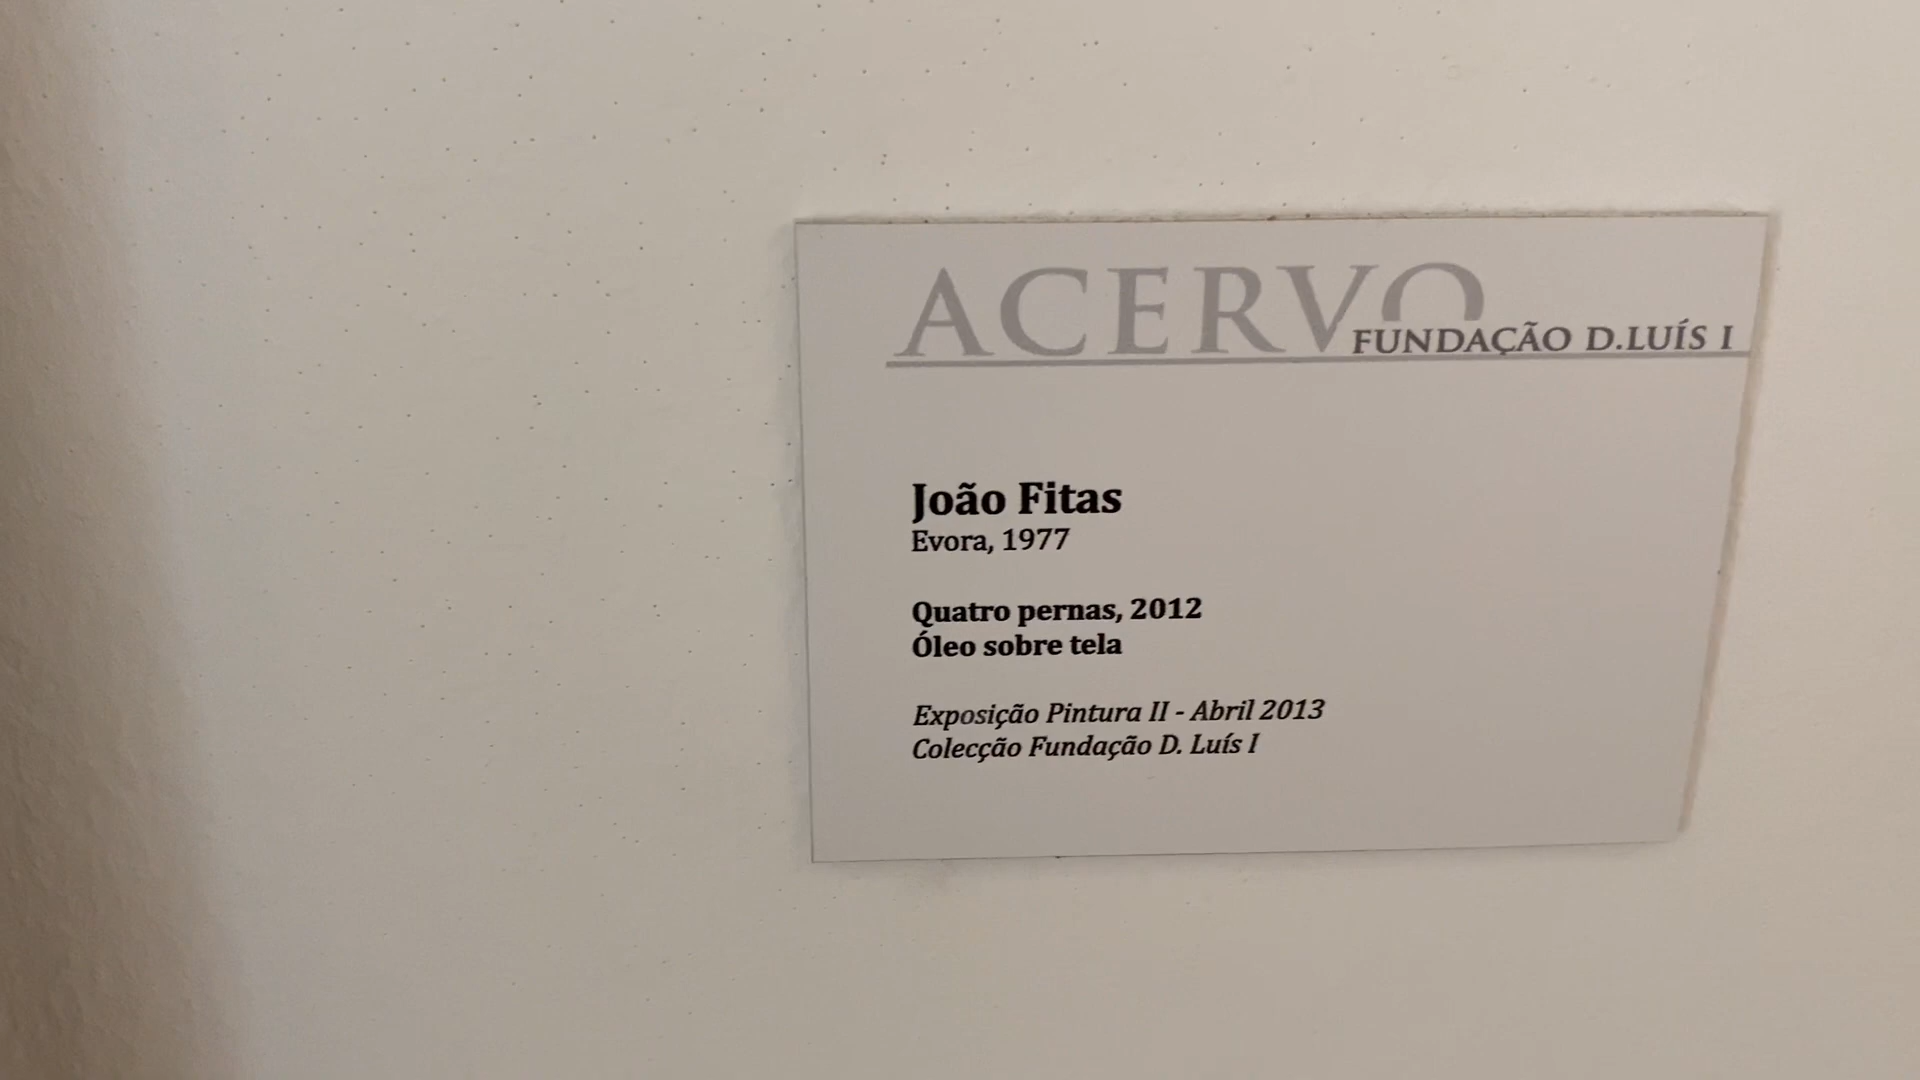 ACERVO
FUNDAÇÃO D.LUÍS I
João Fitas
Evora, 1977
Quatro pernas, 2012
Óleo sobre tela
Exposição Pintura II - Abril 2013
Colecção Fundação D. Luís I